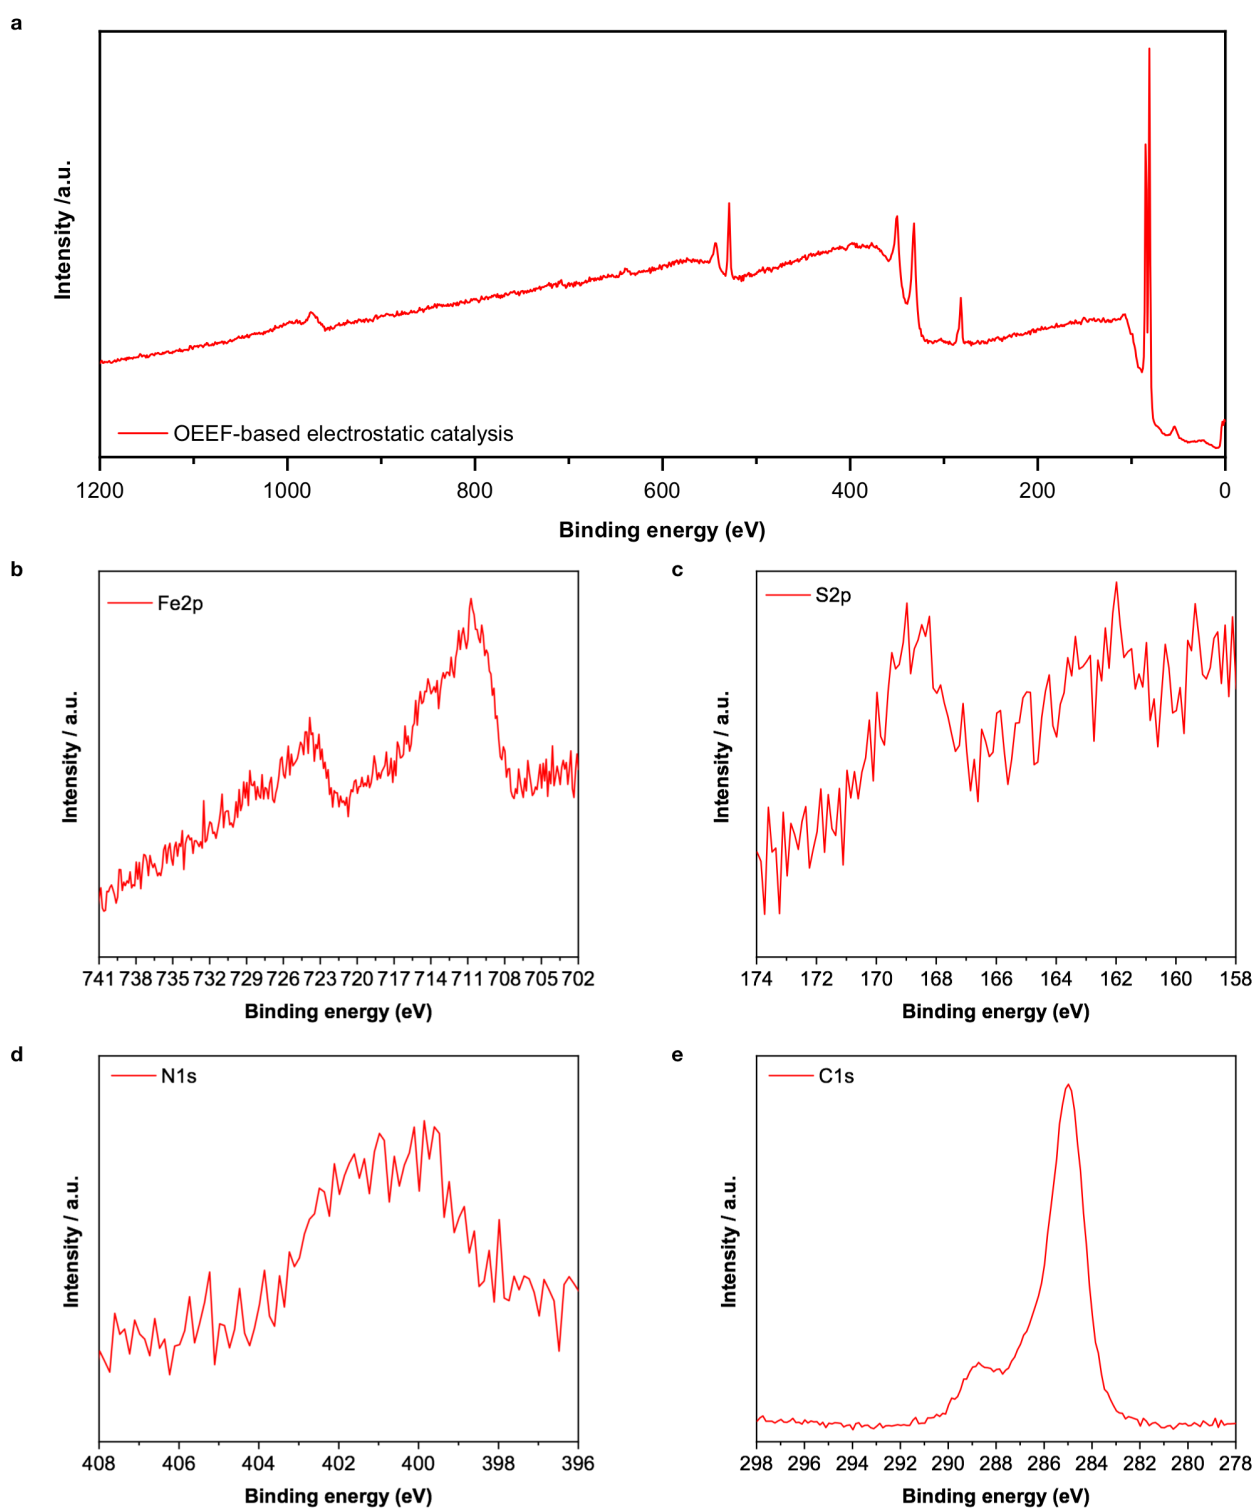 a
Intensity /a.u.
OEEF-based electrostatic catalysis
1200 1000 800 600 400 200 0
Binding energy (eV)
b
Fe2p
Intensity / a.u.
741 738 735 732 729 726 723 720 717 714 711 708 705 702
Binding energy (eV)
c
S2p
Intensity / a.u.
174 172 170 168 166 164 162 160 158
Binding energy (eV)
d
N1s
Intensity / a.u.
408 406 404 402 400 398 396
Binding energy (eV)
e
C1s
Intensity / a.u.
298 296 294 292 290 288 286 284 282 280 278
Binding energy (eV)